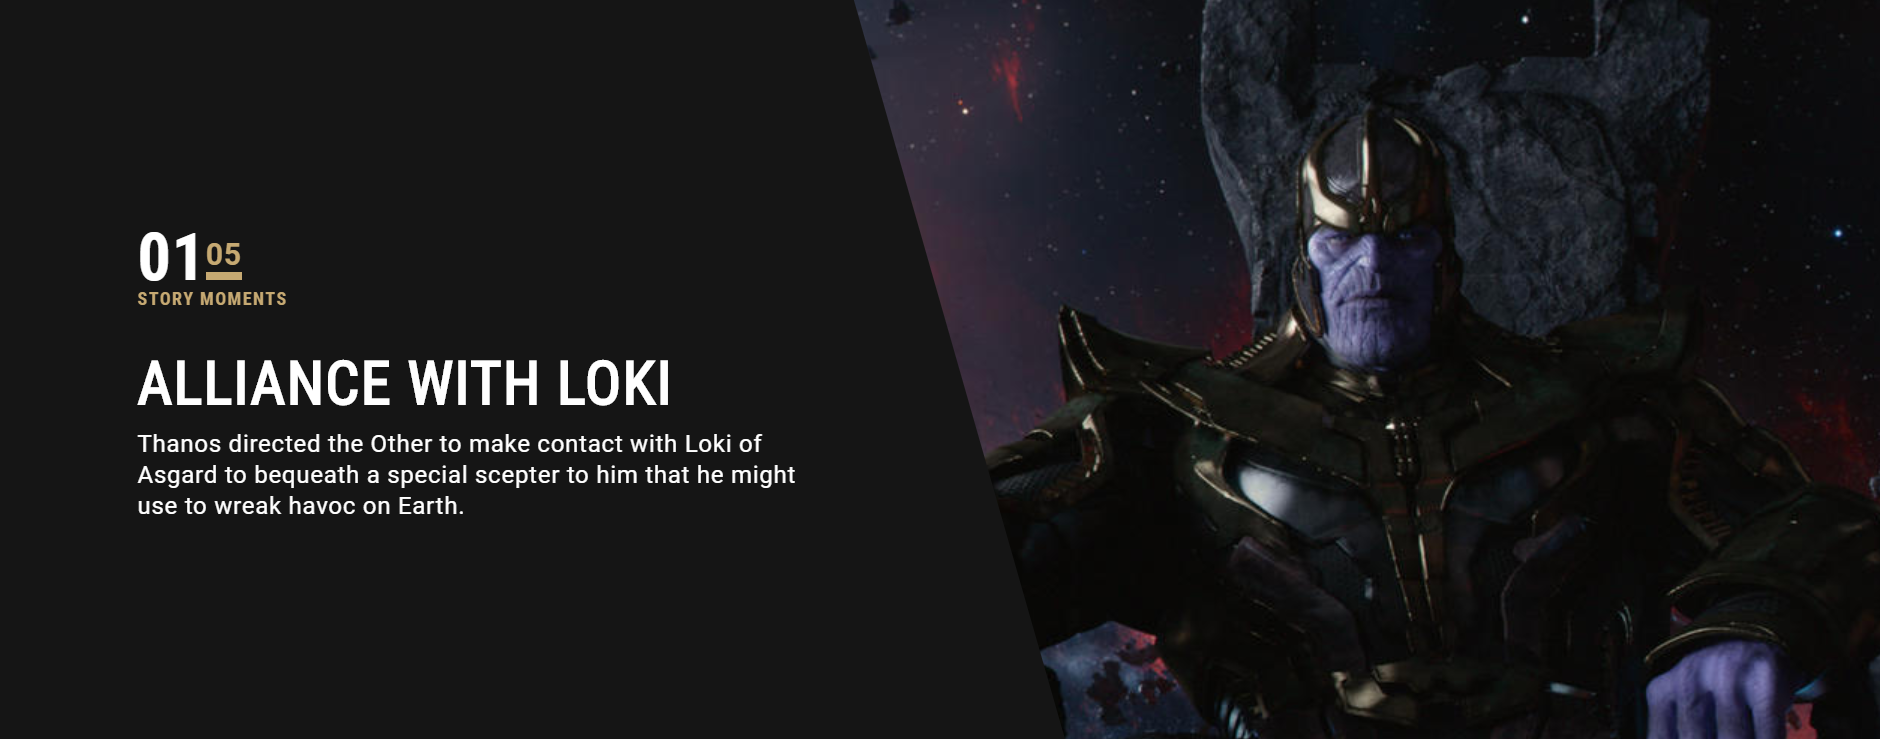 01 05
STORY MOMENTS
ALLIANCE WITH LOKI
Thanos directed the Other to make contact with Loki of
Asgard to bequeath a special scepter to him that he might
use to wreak havoc on Earth.